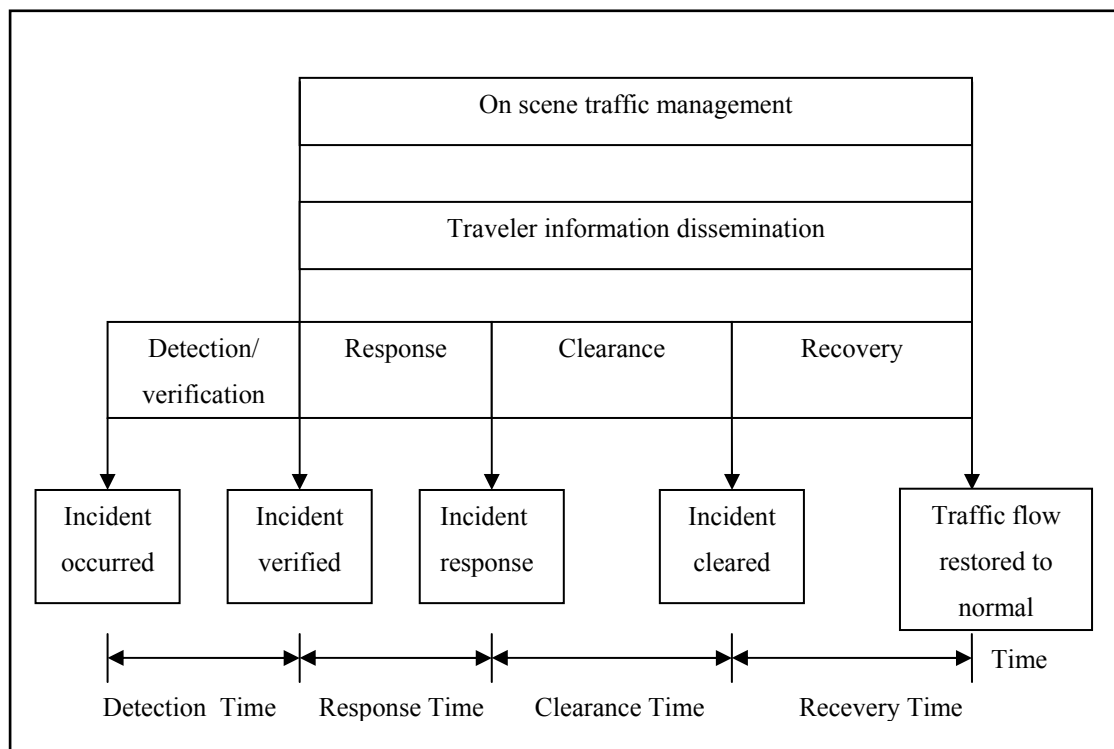 On scene traffic management
Traveler information dissemination
Detection/
verification
Response
Clearance
Recovery
Incident
occurred
Incident
verified
Incident
response
Incident
cleared
Traffic flow
restored to
normal
Time
Detection Time
Response Time
Clearance Time
Recevery Time